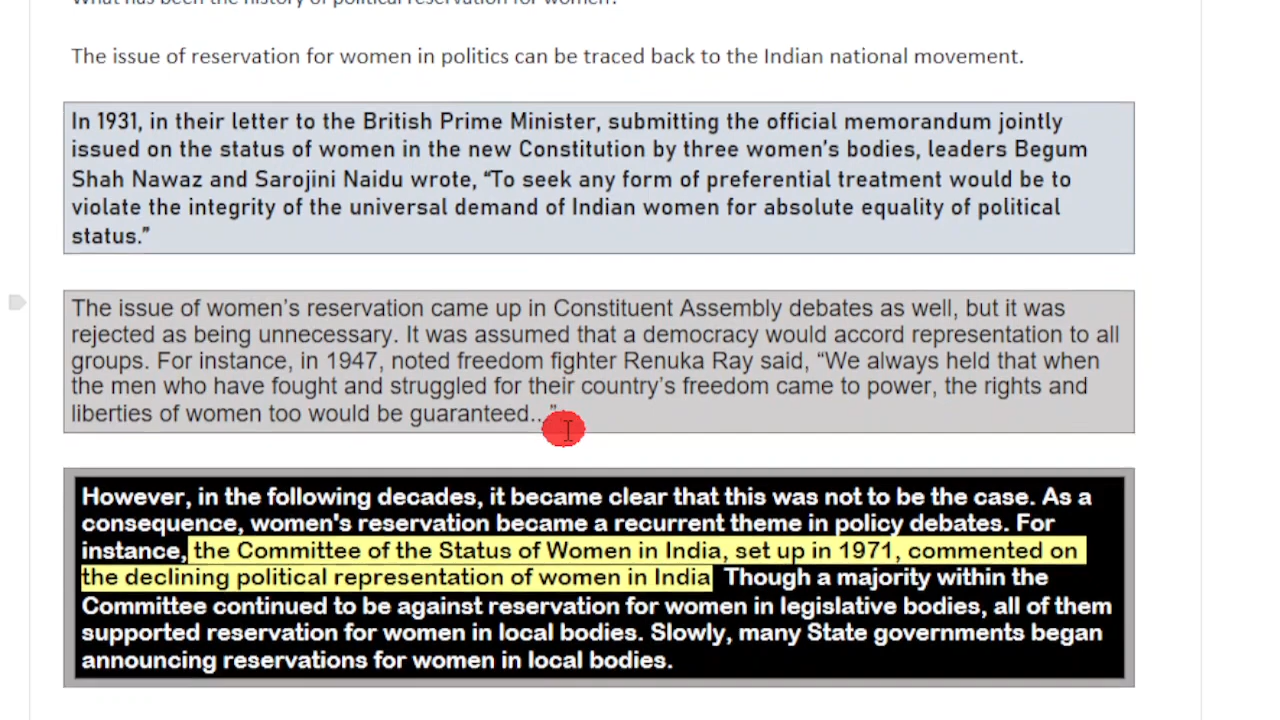 What has been the history of political reservation for women?
The issue of reservation for women in politics can be traced back to the Indian national movement.
In 1931, in their letter to the British Prime Minister, submitting the official memorandum jointly
issued on the status of women in the new Constitution by three women's bodies, leaders Begum
Shah Nawaz and Sarojini Naidu wrote, “To seek any form of preferential treatment would be to
violate the integrity of the universal demand of Indian women for absolute equality of political
status.”
The issue of women's reservation came up in Constituent Assembly debates as well, but it was
rejected as being unnecessary. It was assumed that a democracy would accord representation to all
groups. For instance, in 1947, noted freedom fighter Renuka Ray said, “We always held that when
the men who have fought and struggled for their country's freedom came to power, the rights and
liberties of women too would be guaranteed...”
However, in the following decades, it became clear that this was not to be the case. As a
consequence, women's reservation became a recurrent theme in policy debates. For
instance, the Committee of the Status of Women in India, set up in 1971, commented on
the declining political representation of women in India Though a majority within the
Committee continued to be against reservation for women in legislative bodies, all of them
supported reservation for women in local bodies. Slowly, many State governments began
announcing reservations for women in local bodies.